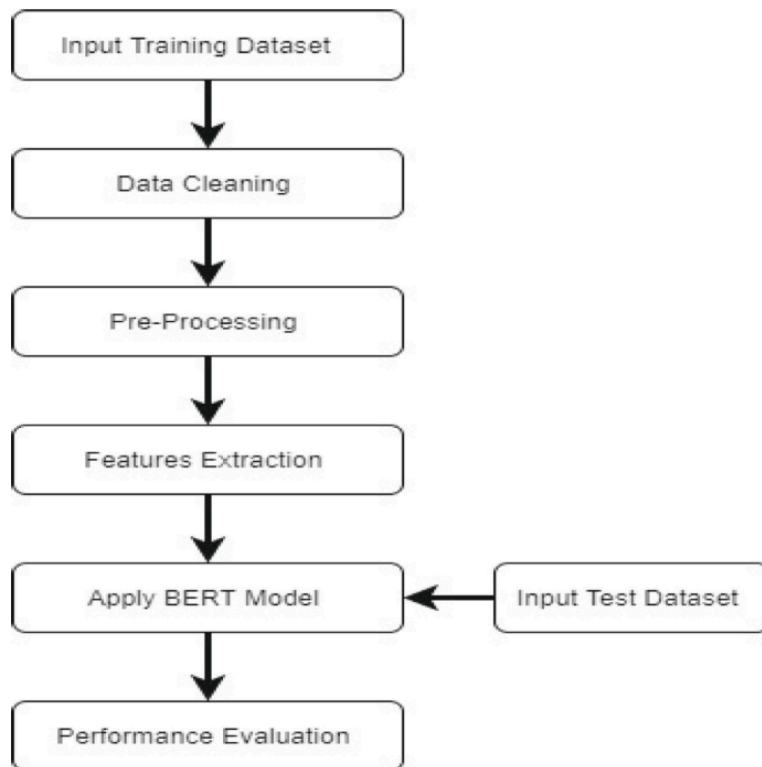 Input Training Dataset
Data Cleaning
Pre-Processing
Features Extraction
Apply BERT Model
Input Test Dataset
Performance Evaluation